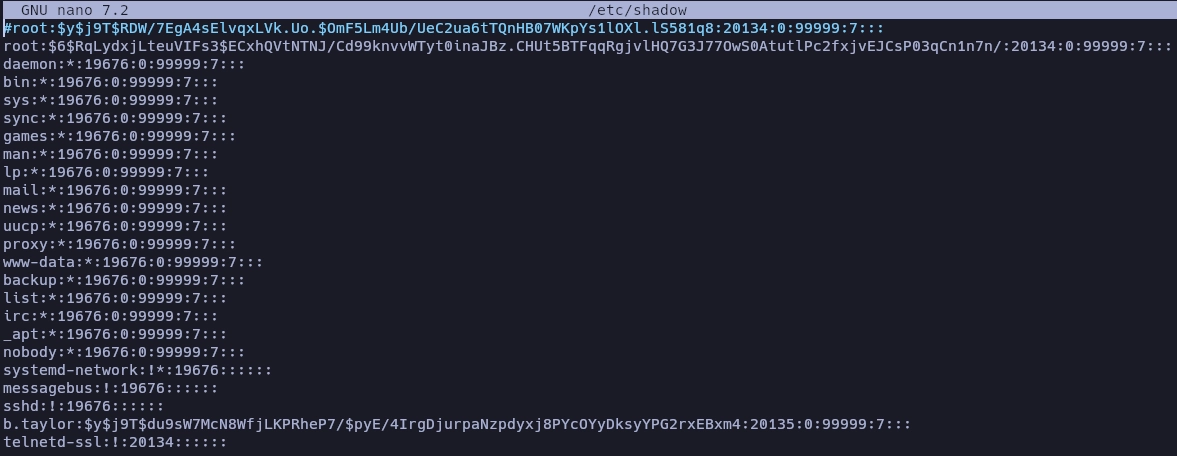 GNU nano 7.2 /etc/shadow
#root:$y$j9T$RDW/7EgA4sElvqxLVk.Uo.$OmF5Lm4Ub/UeC2ua6tTQnHB07WKpYs1lOXl.lS581q8:20134:0:99999:7:::
root:$6$RqLydxjLteuVIFs3$ECxhQVtNTNJ/Cd99knvvWTyt0inaJBz.CHUt5BTFqqRgjvlHQ7G3J77OwS0AtutlPc2fxjvEJCsP03qCn1n7n/:20134:0:99999:7:::
daemon:*:19676:0:99999:7:::
bin:*:19676:0:99999:7:::
sys:*:19676:0:99999:7:::
sync:*:19676:0:99999:7:::
games:*:19676:0:99999:7:::
man:*:19676:0:99999:7:::
lp:*:19676:0:99999:7:::
mail:*:19676:0:99999:7:::
news:*:19676:0:99999:7:::
uucp:*:19676:0:99999:7:::
proxy:*:19676:0:99999:7:::
www-data:*:19676:0:99999:7:::
backup:*:19676:0:99999:7:::
list:*:19676:0:99999:7:::
irc:*:19676:0:99999:7:::
_apt:*:19676:0:99999:7:::
nobody:*:19676:0:99999:7:::
systemd-network:!*:19676::::::
messagebus:!:19676::::::
sshd:!:19676::::::
b.taylor:$y$j9T$du9sW7McN8WfjLKPRheP7/$pyE/4IrgDjurpaNzpdyxj8PYcOYyDksyYPG2rxEBxm4:20135:0:99999:7:::
telnetd-ssl:!:20134::::::